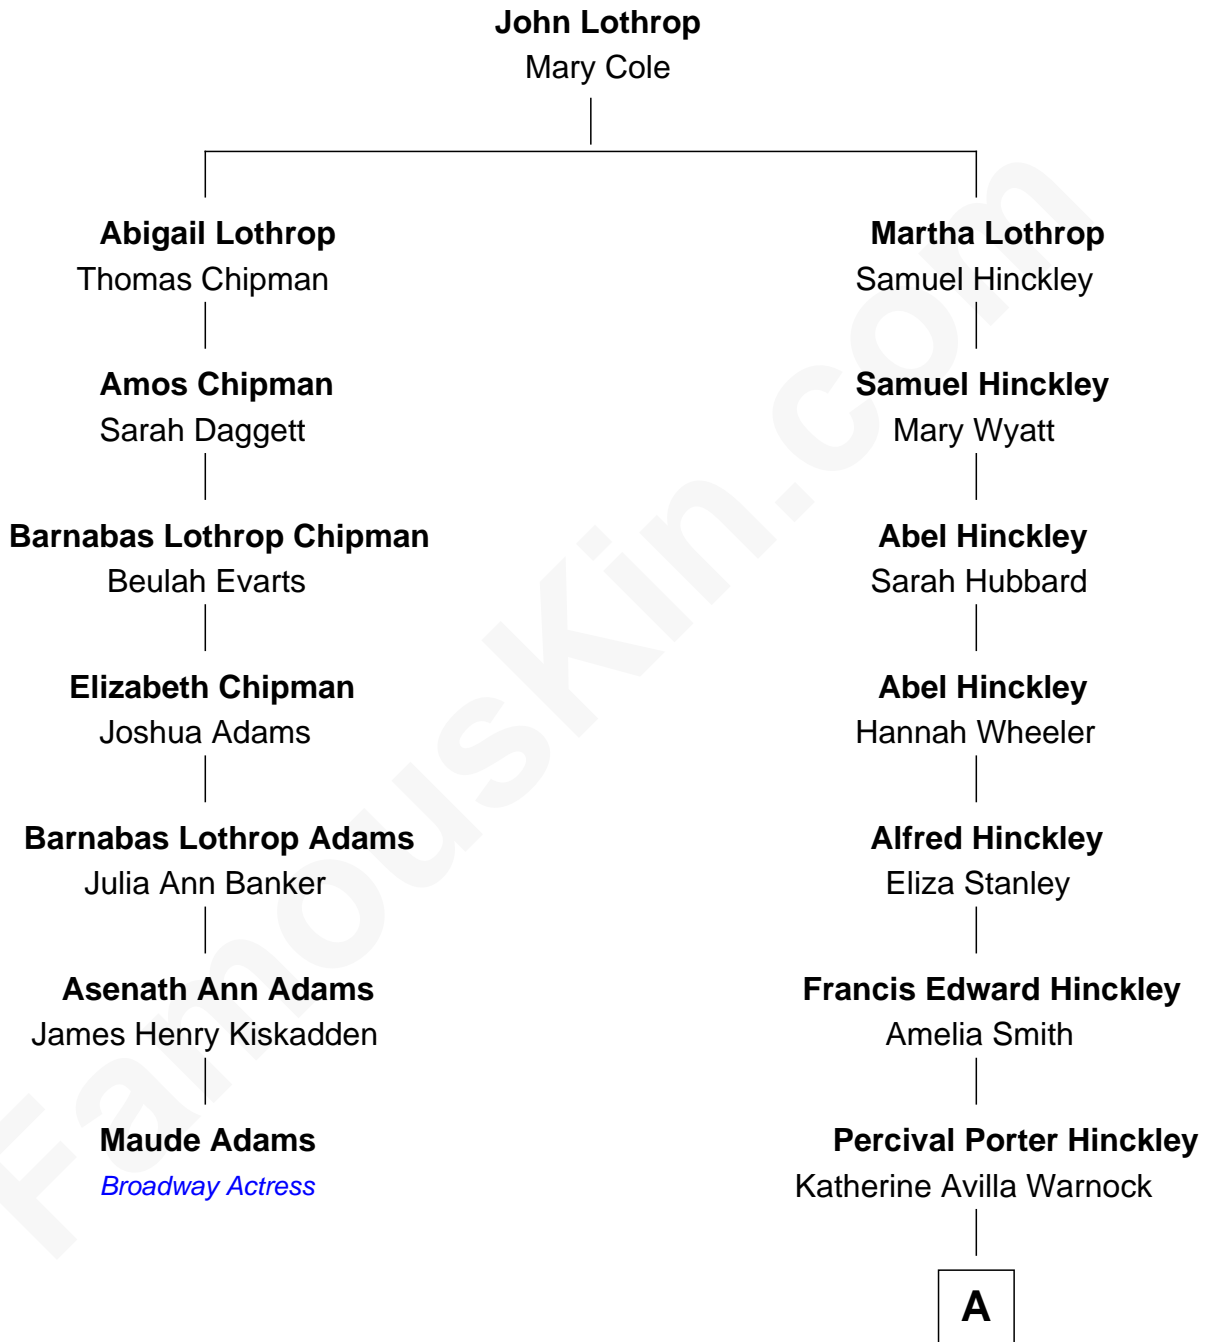 John Lothrop
Mary Cole
Abigail Lothrop
Thomas Chipman
Martha Lothrop
Samuel Hinckley
Amos Chipman
Sarah Daggett
Samuel Hinckley
Mary Wyatt
Barnabas Lothrop Chipman
Beulah Evarts
Abel Hinckley
Sarah Hubbard
Elizabeth Chipman
Joshua Adams
Abel Hinckley
Hannah Wheeler
Barnabas Lothrop Adams
Julia Ann Banker
Alfred Hinckley
Eliza Stanley
Asenath Ann Adams
James Henry Kiskadden
Francis Edward Hinckley
Amelia Smith
Maude Adams
Broadway Actress
Percival Porter Hinckley
Katherine Avilla Warnock
A
FamousKin.com